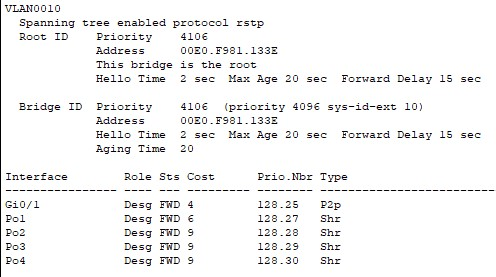 VLAN0010
  Spanning tree enabled protocol rstp
  Root ID    Priority    4106
             Address     00E0.F981.133E
             This bridge is the root
             Hello Time  2 sec  Max Age 20 sec  Forward Delay 15 sec

  Bridge ID  Priority    4106  (priority 4096 sys-id-ext 10)
             Address     00E0.F981.133E
             Hello Time  2 sec  Max Age 20 sec  Forward Delay 15 sec
             Aging Time  20

Interface        Role Sts Cost      Prio.Nbr Type
---------------- ---- --- --------- -------- --------------------------------
Gi0/1            Desg FWD 4         128.25   P2p
Po1              Desg FWD 6         128.27   Shr
Po2              Desg FWD 9         128.28   Shr
Po3              Desg FWD 9         128.29   Shr
Po4              Desg FWD 9         128.30   Shr